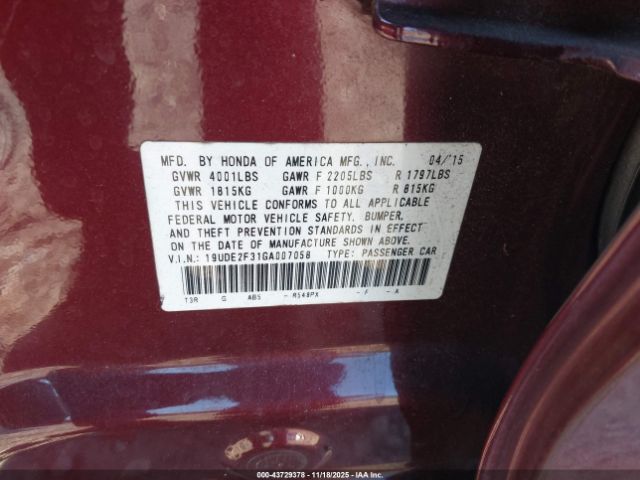 MFD. BY HONDA OF AMERICA MFG., INC. 04/'15
GVWR 4001LBS GAWR F 2205LBS R 1797LBS
GVWR 1815KG GAWR F 1000KG R 815KG
THIS VEHICLE CONFORMS TO ALL APPLICABLE
FEDERAL MOTOR VEHICLE SAFETY, BUMPER,
AND THEFT PREVENTION STANDARDS IN EFFECT
ON THE DATE OF MANUFACTURE SHOWN ABOVE.
V.I.N.: 19UDE2F31GA007058 TYPE: PASSENGER CAR
T3R G AB5 - R548PX - F - A
000-43729378 - 11/18/2025 - IAA